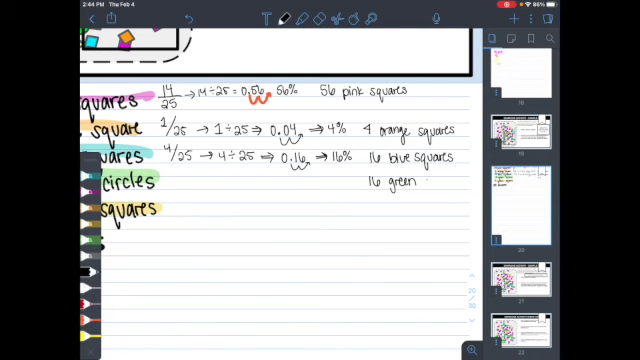 2:44 PM Thu Feb 4
86%
squares 14/25 → 14 ÷ 25 = 0.56 56% 56 pink squares
square 1/25 → 1 ÷ 25 ⇒ 0.04 ⇒ 4% 4 orange squares
squares 4/25 → 4 ÷ 25 ⇒ 0.16 ⇒ 16% 16 blue squares
circles 16 green
squares
19
20
21
22
20 / 30